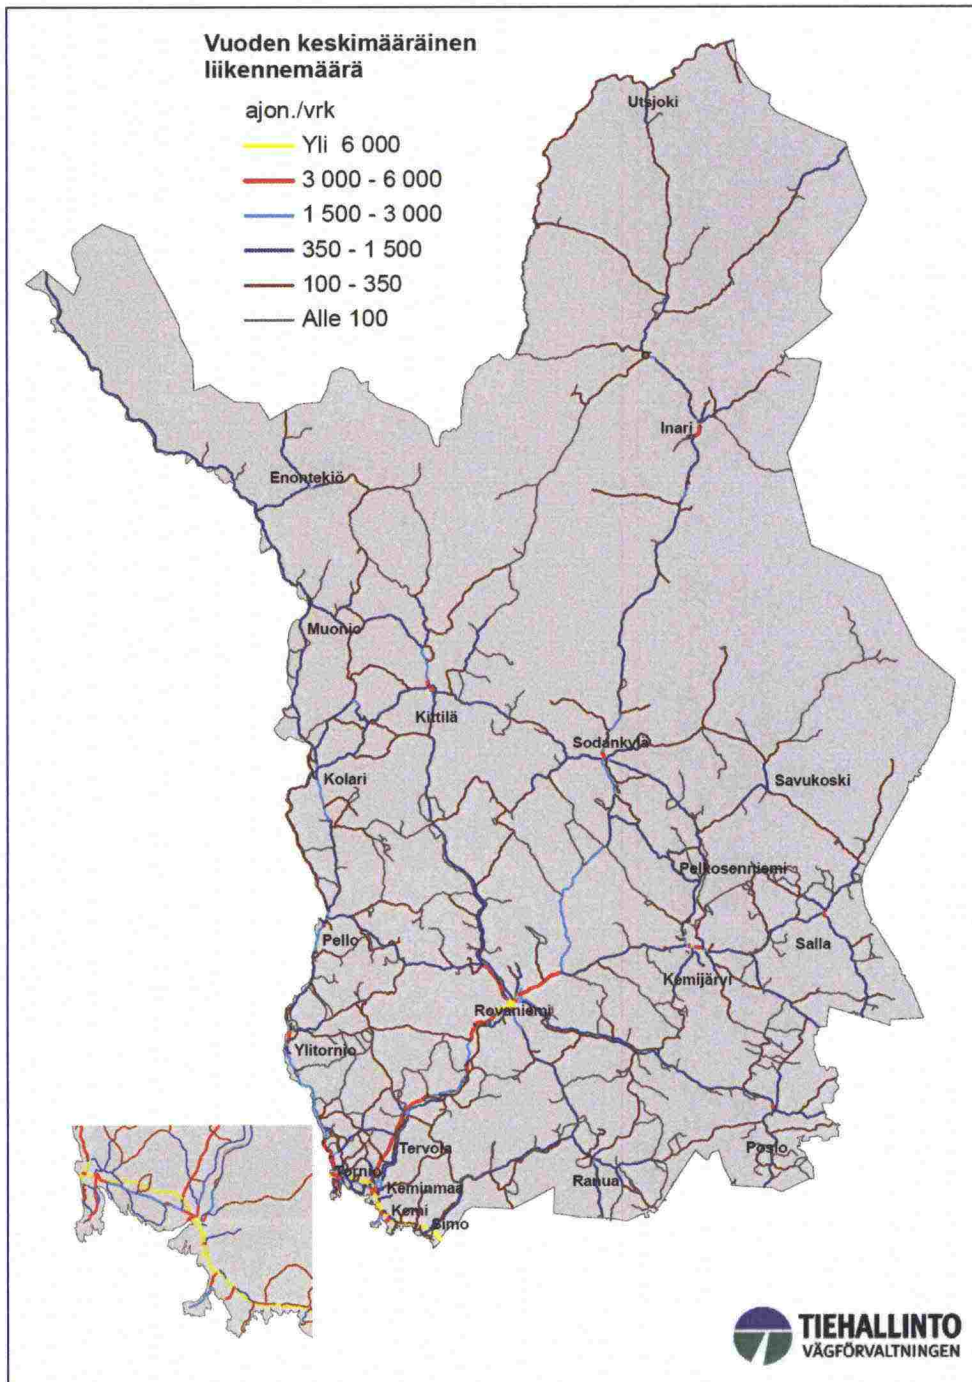 Vuoden keskimääräinen
liikennemäärä
ajon./vrk
Yli 6 000
3 000 - 6 000
1 500 - 3 000
350 - 1 500
100 - 350
Alle 100
Utsjoki
Inari
Enontekiö
Muonio
Kittilä
Sodankylä
Kolari
Savukoski
Pelkosenniemi
Pello
Salla
Kemijärvi
Rovaniemi
Ylitornio
Tervola
Posio
Tornio
Ranua
Keminmaa
Kemi
Simo
TIEHALLINTO
VÄGFÖRVALTNINGEN